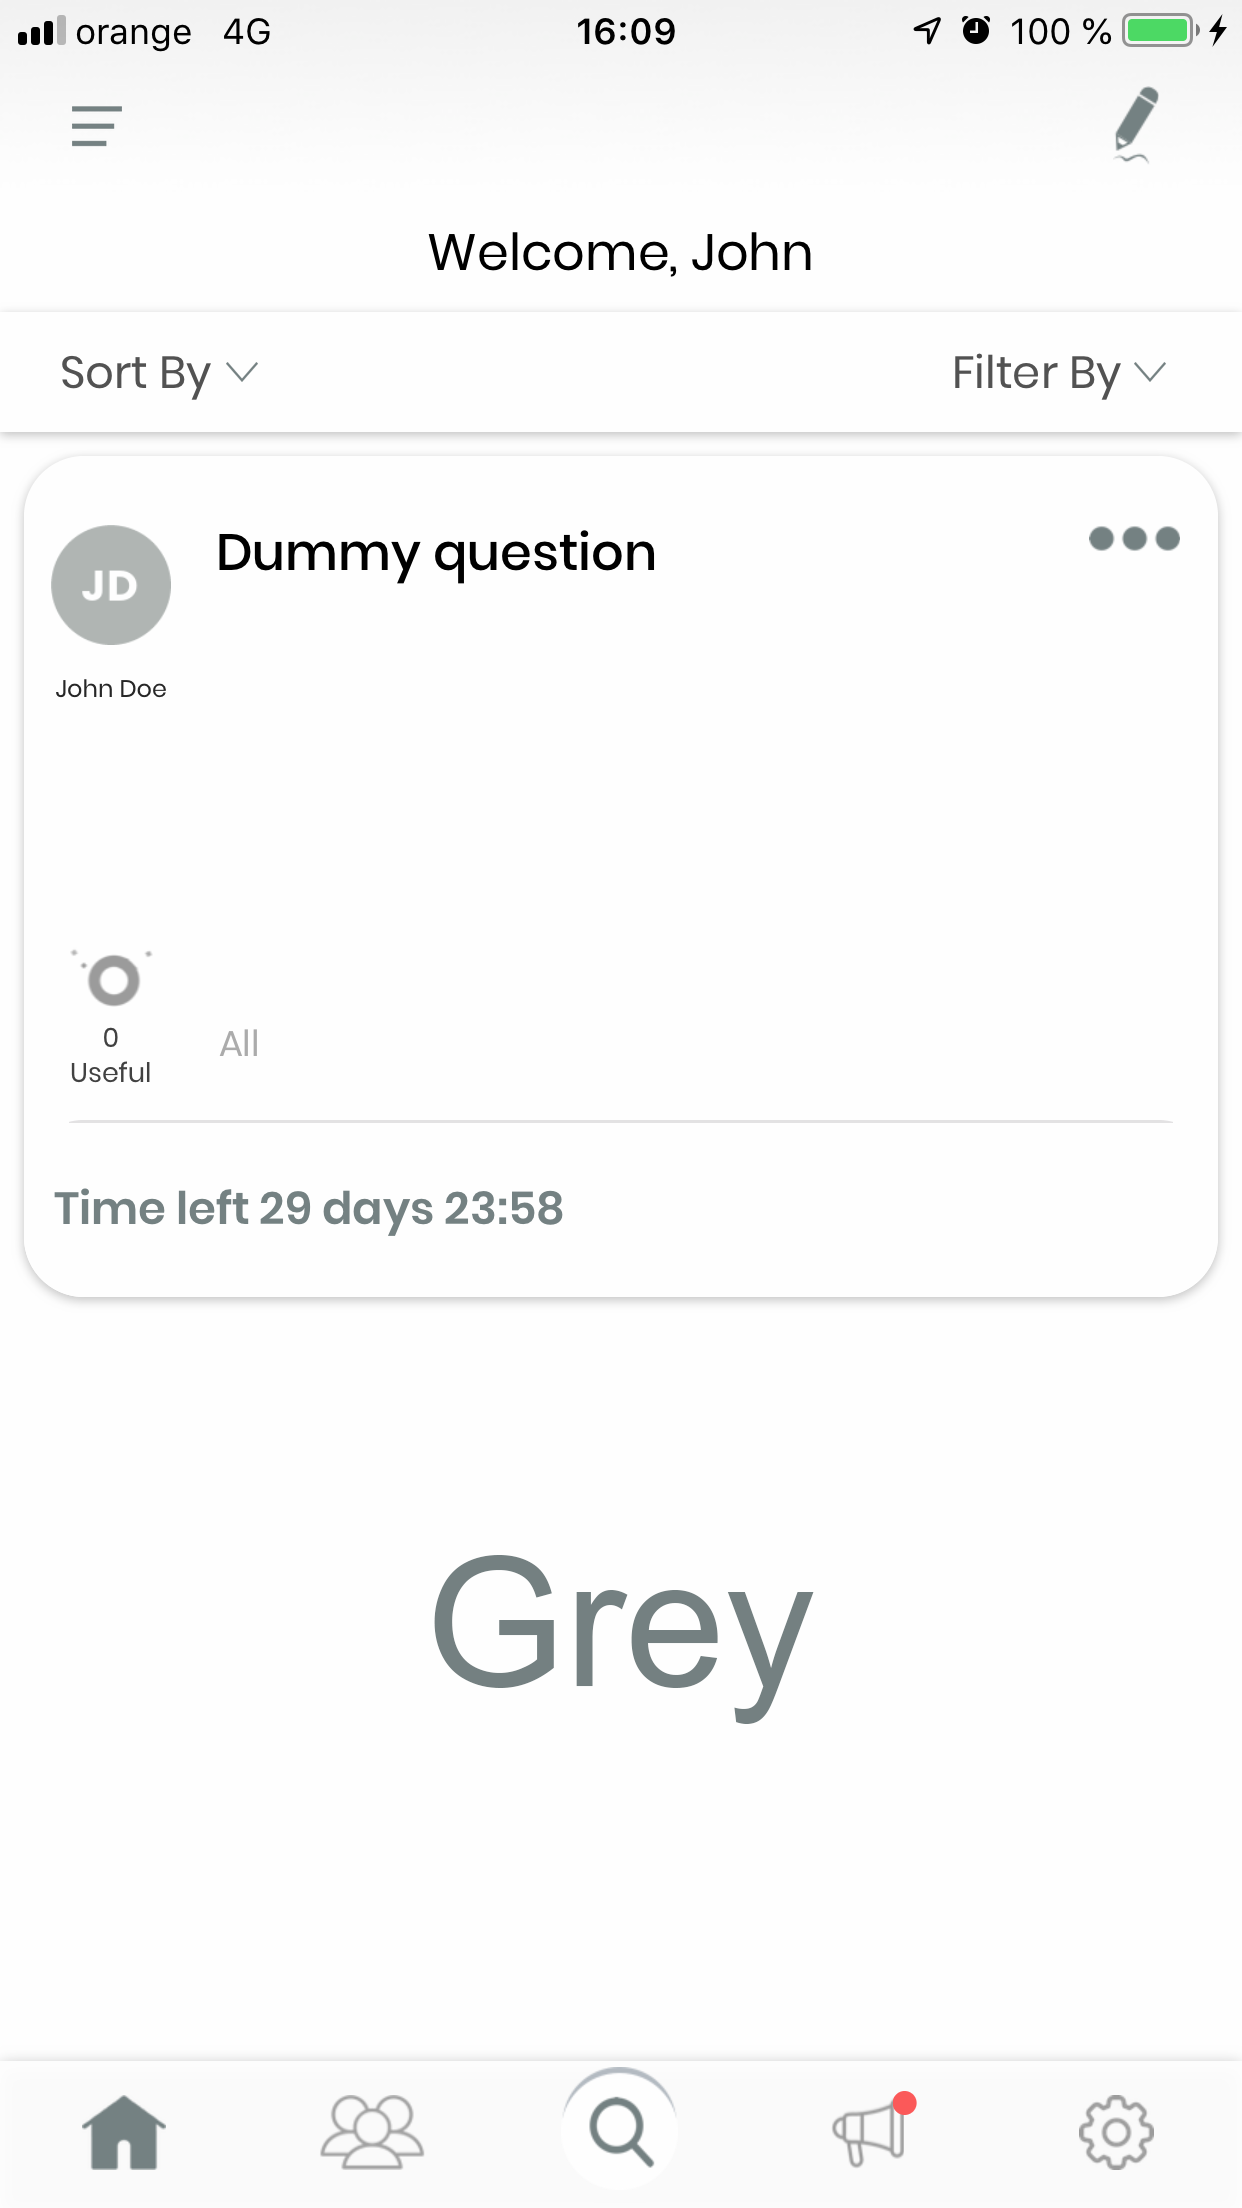 orange 4G 16:09 100 %
Welcome, John
Sort By Filter By
JD
Dummy question
John Doe
0
Useful
All
Time left 29 days 23:58
Grey